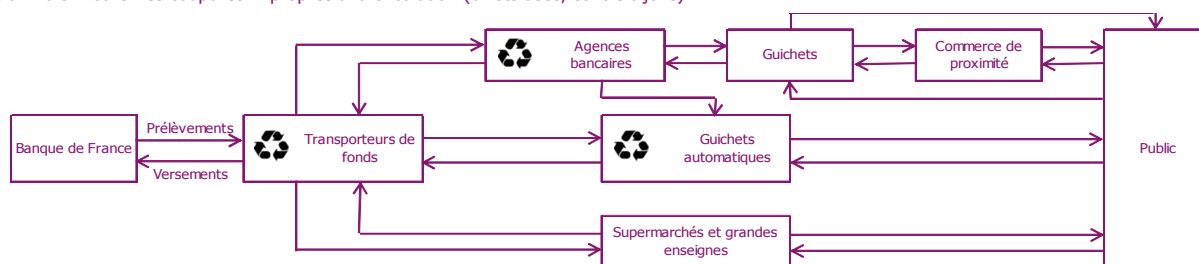 Agences
bancaires
Guichets
Commerce de
proximité
Banque de France
Prélèvements
Versements
Transporteurs de
fonds
Guichets
automatiques
Public
Supermarchés et grandes
enseignes